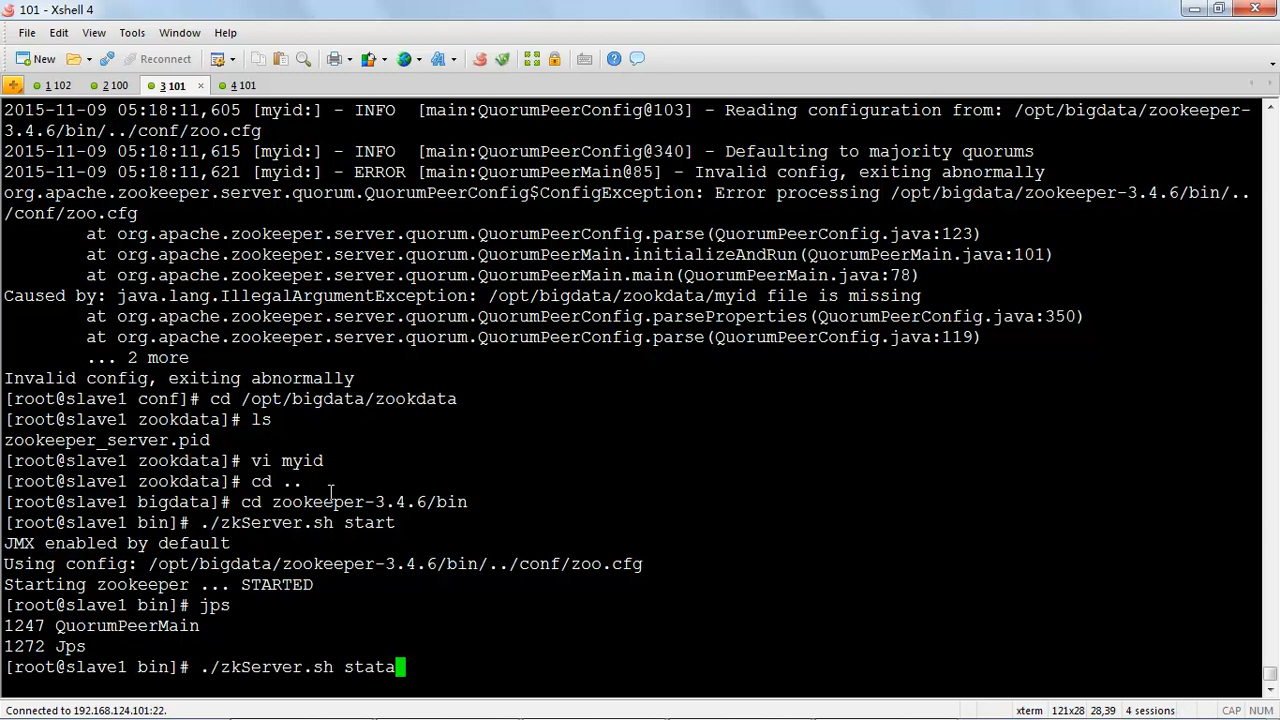 101 - Xshell 4
File Edit View Tools Window Help
New Reconnect
1 102 2 100 3 101 × 4 101
2015-11-09 05:18:11,605 [myid:] - INFO  [main:QuorumPeerConfig@103] - Reading configuration from: /opt/bigdata/zookeeper-
3.4.6/bin/../conf/zoo.cfg
2015-11-09 05:18:11,615 [myid:] - INFO  [main:QuorumPeerConfig@340] - Defaulting to majority quorums
2015-11-09 05:18:11,621 [myid:] - ERROR [main:QuorumPeerMain@85] - Invalid config, exiting abnormally
org.apache.zookeeper.server.quorum.QuorumPeerConfig$ConfigException: Error processing /opt/bigdata/zookeeper-3.4.6/bin/..
/conf/zoo.cfg
at org.apache.zookeeper.server.quorum.QuorumPeerConfig.parse(QuorumPeerConfig.java:123)
at org.apache.zookeeper.server.quorum.QuorumPeerMain.initializeAndRun(QuorumPeerMain.java:101)
at org.apache.zookeeper.server.quorum.QuorumPeerMain.main(QuorumPeerMain.java:78)
Caused by: java.lang.IllegalArgumentException: /opt/bigdata/zookdata/myid file is missing
at org.apache.zookeeper.server.quorum.QuorumPeerConfig.parseProperties(QuorumPeerConfig.java:350)
at org.apache.zookeeper.server.quorum.QuorumPeerConfig.parse(QuorumPeerConfig.java:119)
... 2 more
Invalid config, exiting abnormally
[root@slave1 conf]# cd /opt/bigdata/zookdata
[root@slave1 zookdata]# ls
zookeeper_server.pid
[root@slave1 zookdata]# vi myid
[root@slave1 zookdata]# cd ..
[root@slave1 bigdata]# cd zookeeper-3.4.6/bin
[root@slave1 bin]# ./zkServer.sh start
JMX enabled by default
Using config: /opt/bigdata/zookeeper-3.4.6/bin/../conf/zoo.cfg
Starting zookeeper ... STARTED
[root@slave1 bin]# jps
1247 QuorumPeerMain
1272 Jps
[root@slave1 bin]# ./zkServer.sh stata
Connected to 192.168.124.101:22. xterm 121x28 28,39 4 sessions CAP NUM